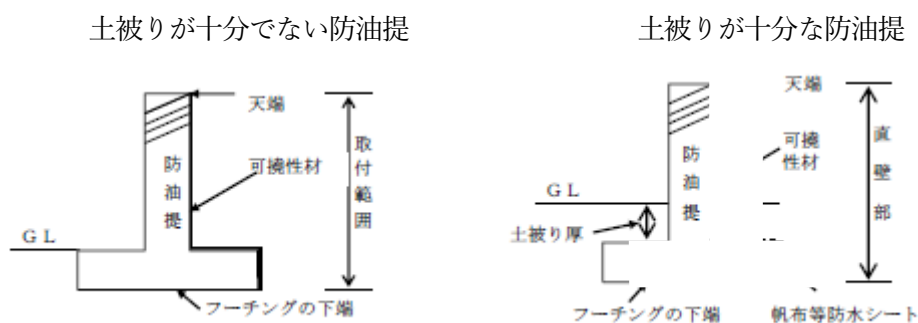 土被りが十分でない防油提
土被りが十分な防油提
天端
取付範囲
防油提
可撓性材
GL
フーチングの下端
天端
可撓性材
直壁部
防油提
GL
土被り厚
フーチングの下端
帆布等防水シート